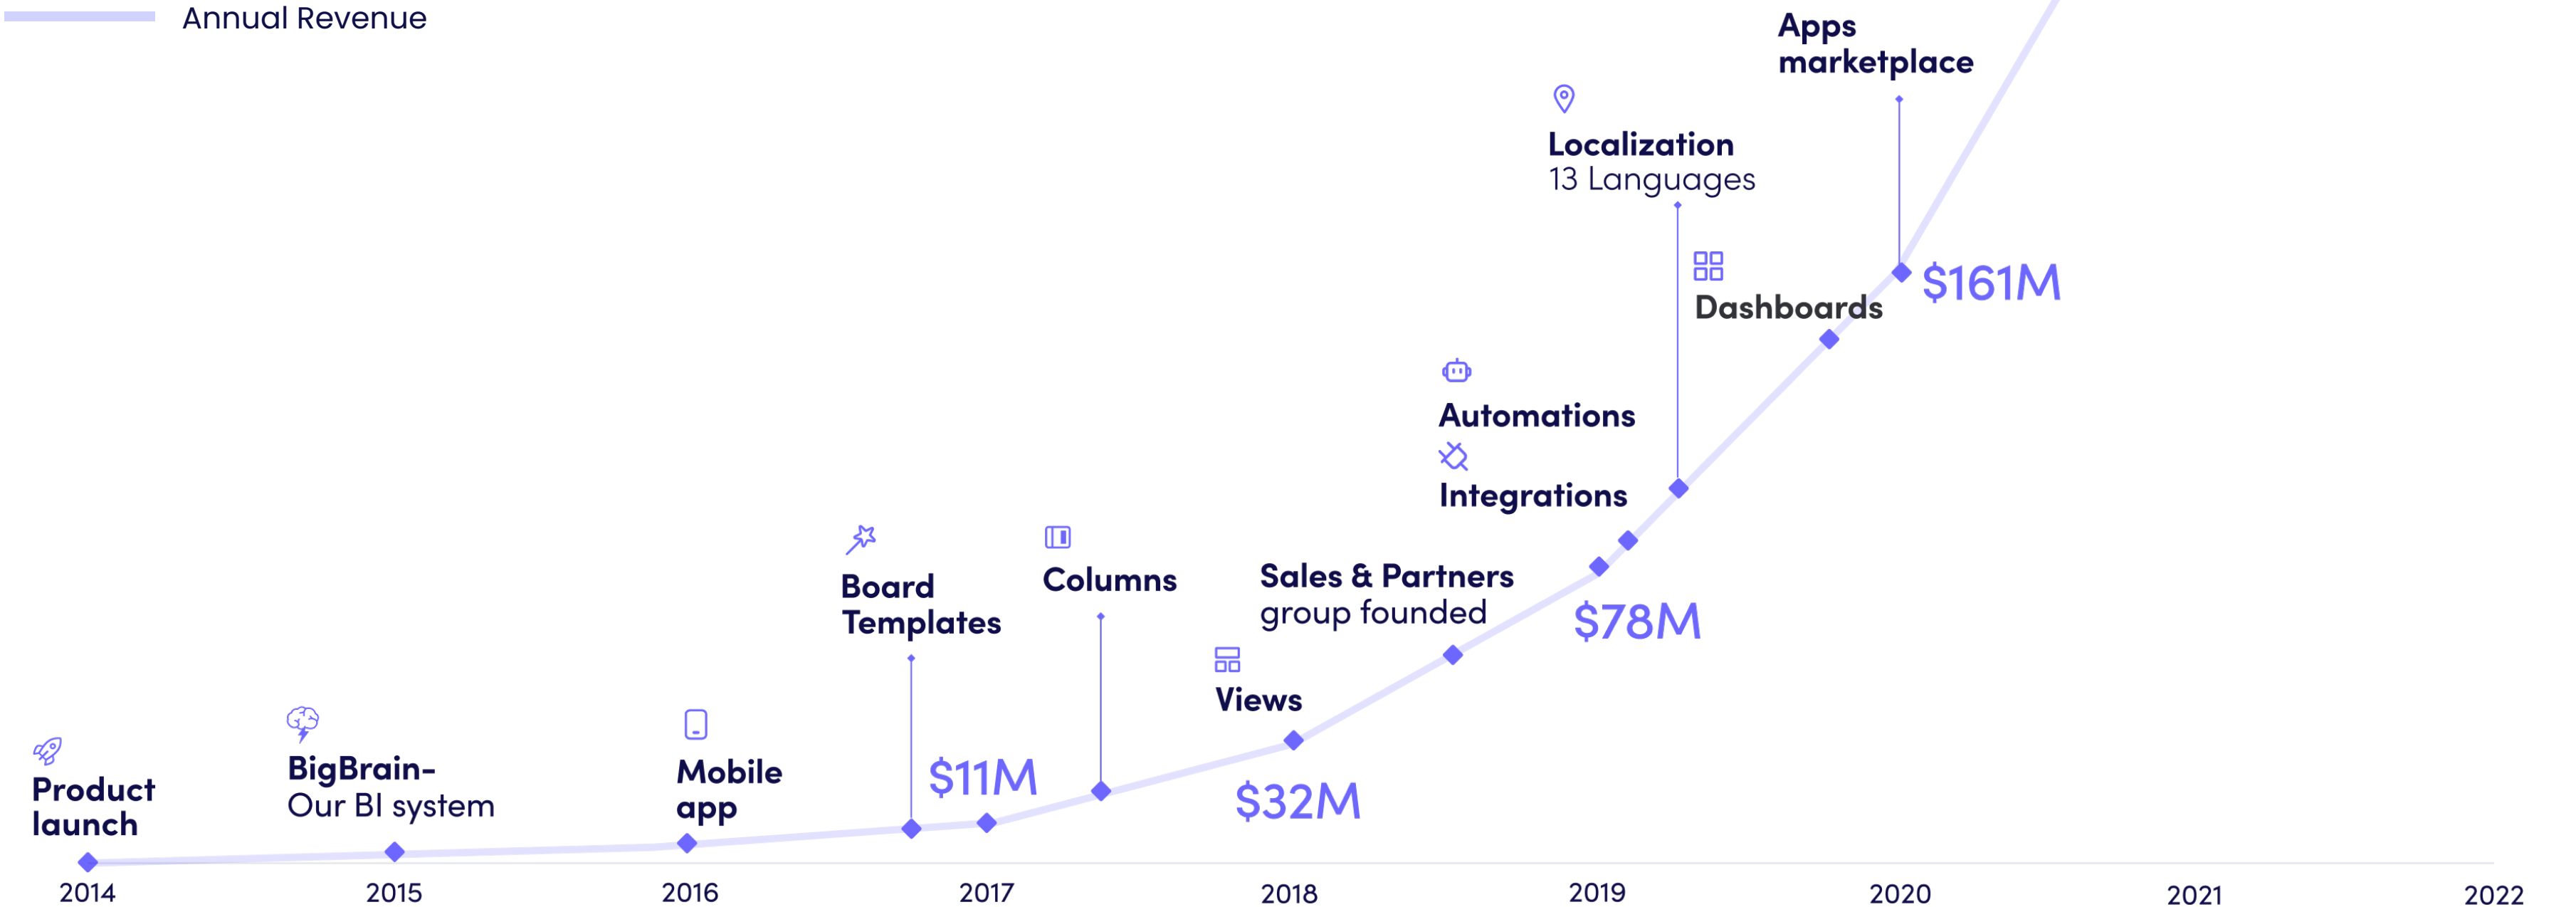 Annual Revenue
Apps
marketplace
Localization
13 Languages
$161M
Dashboards
Automations
Integrations
Board
Templates
Columns
Sales & Partners
group founded
$78M
Views
$11M
$32M
Mobile
app
BigBrain-
Our BI system
Product
launch
2014
2015
2016
2017
2018
2019
2020
2021
2022